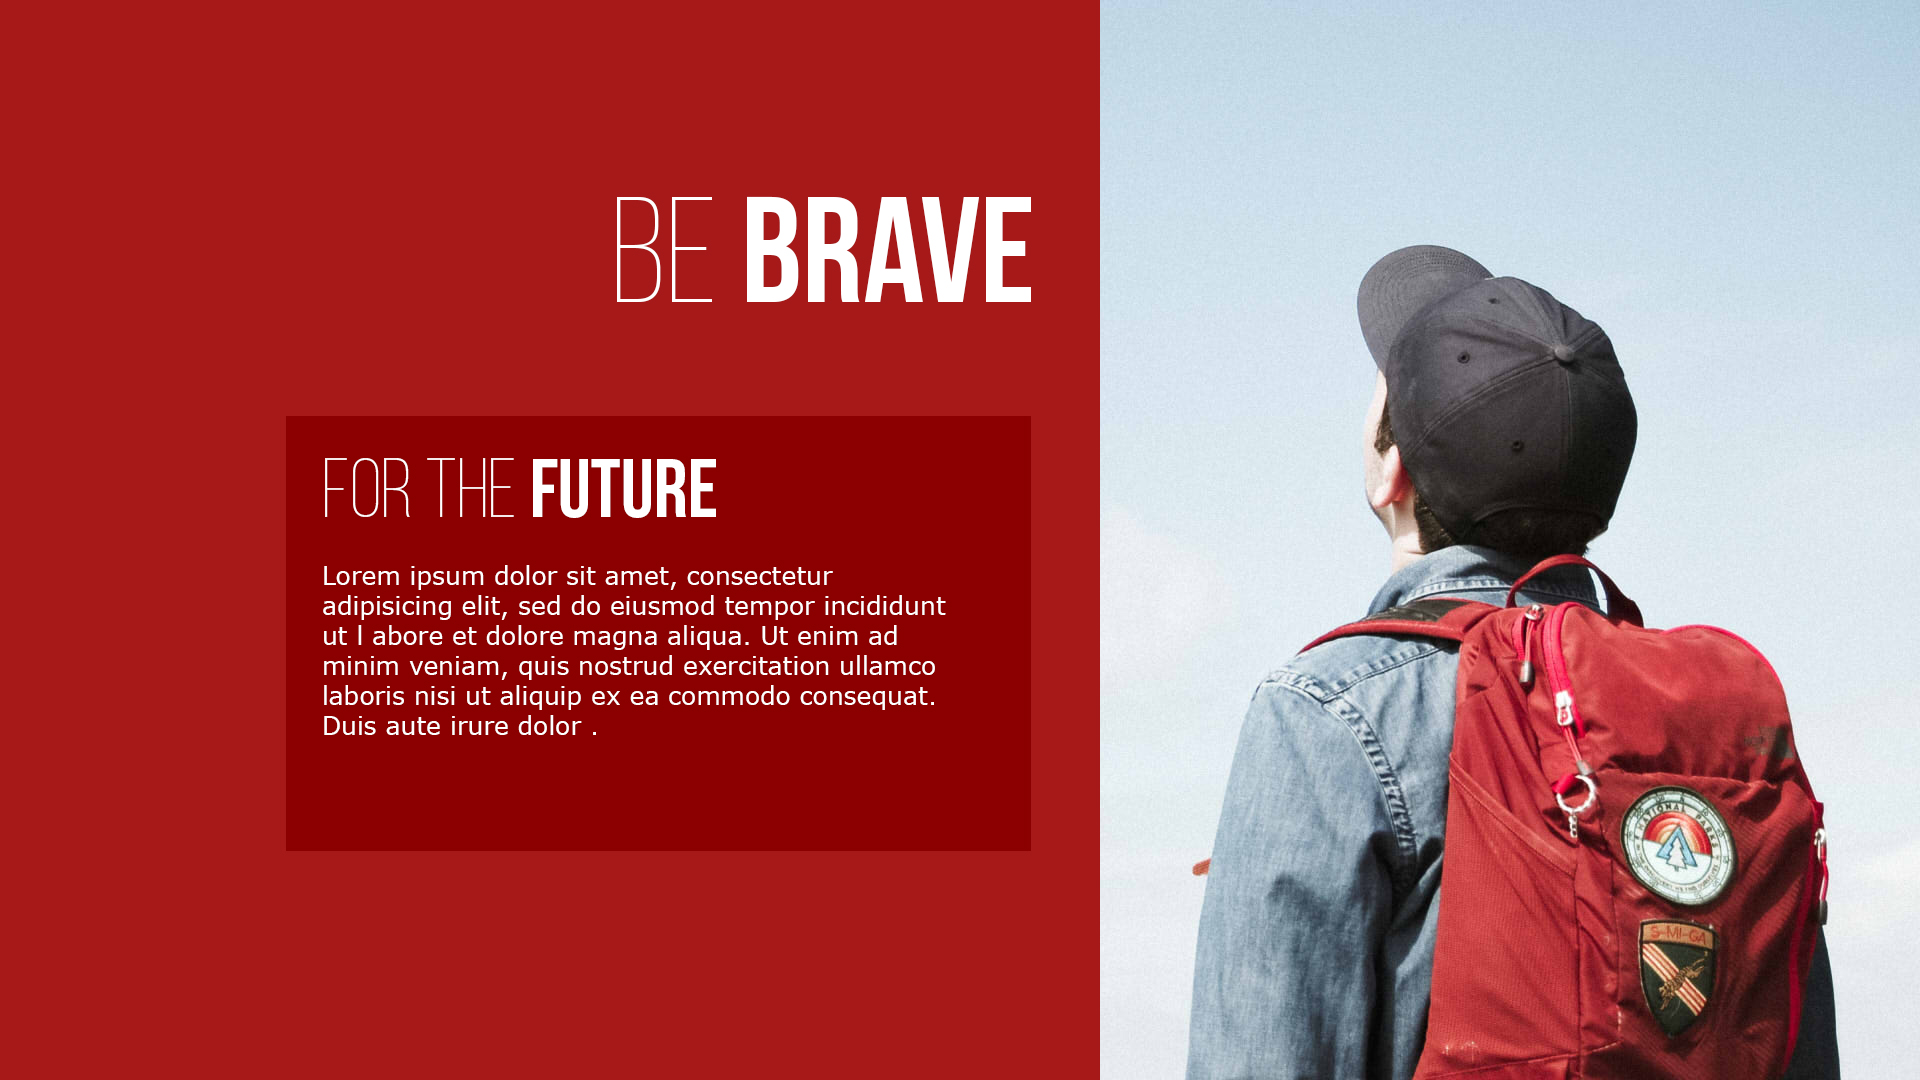 BE BRAVE
FOR THE FUTURE
Lorem ipsum dolor sit amet, consectetur
adipisicing elit, sed do eiusmod tempor incididunt
ut l abore et dolore magna aliqua. Ut enim ad
minim veniam, quis nostrud exercitation ullamco
laboris nisi ut aliquip ex ea commodo consequat.
Duis aute irure dolor .
NATIONAL PARKS
S-MI-GA